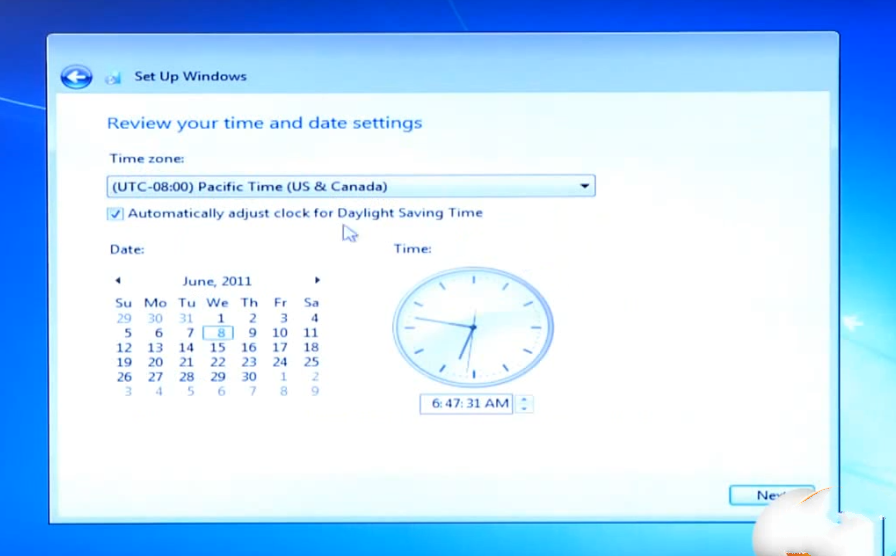 Set Up Windows
Review your time and date settings
Time zone:
(UTC-08:00) Pacific Time (US & Canada)
Automatically adjust clock for Daylight Saving Time
Date:
Time:
June, 2011
Su Mo Tu We Th Fr Sa
29 30 31 1 2 3 4
5 6 7 8 9 10 11
12 13 14 15 16 17 18
19 20 21 22 23 24 25
26 27 28 29 30 1 2
3 4 5 6 7 8 9
6:47:31 AM